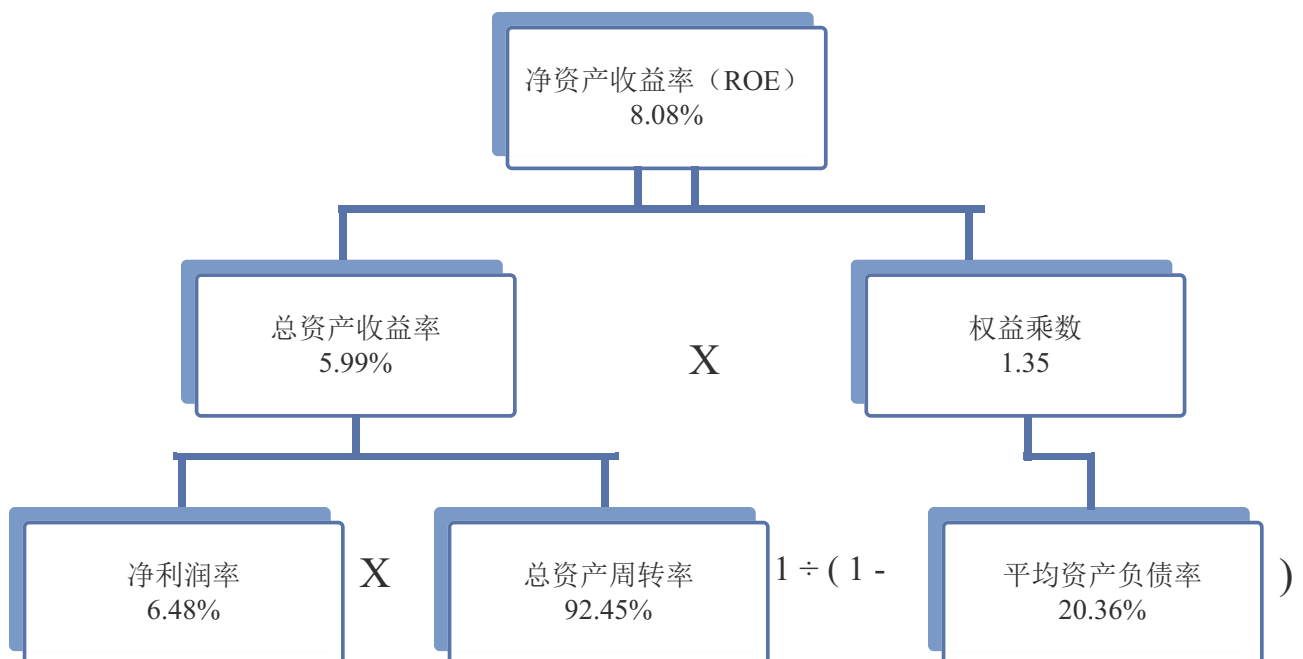 净资产收益率（ROE）
8.08%
总资产收益率
5.99%
X
权益乘数
1.35
净利润率
6.48%
X
总资产周转率
92.45%
1 ÷ ( 1 -
平均资产负债率
20.36%
)